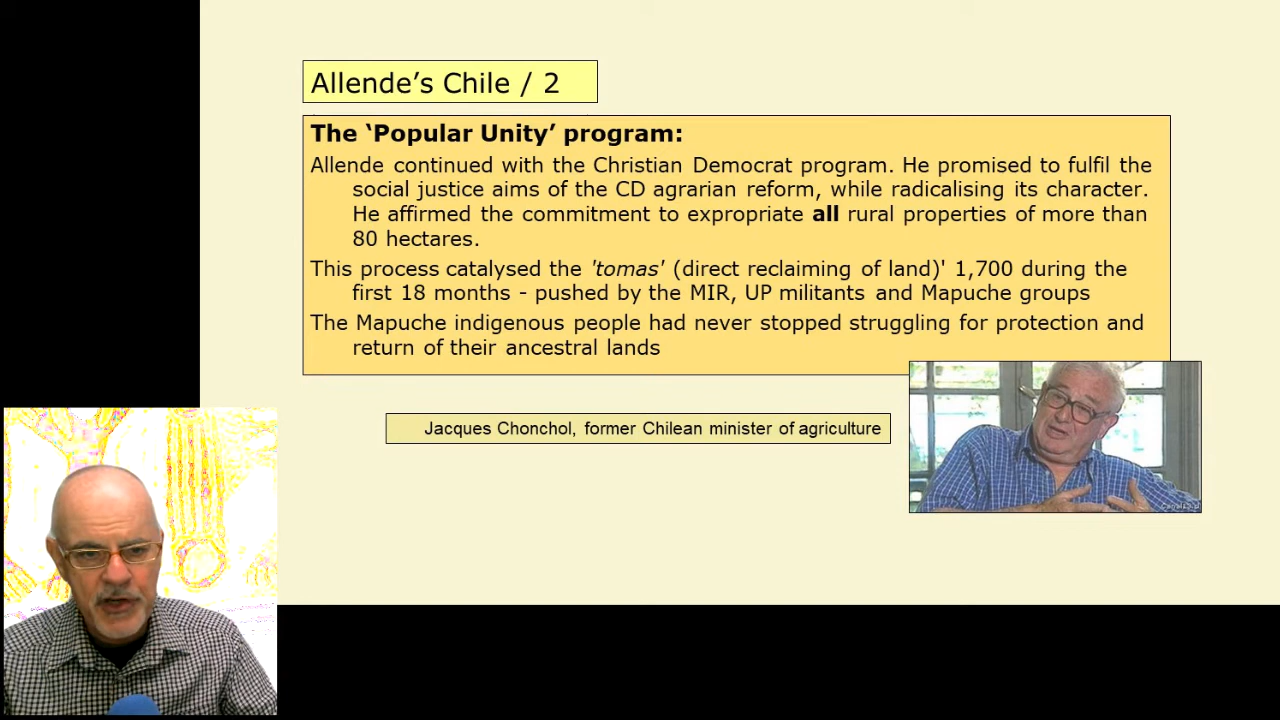 Allende’s Chile / 2
The ‘Popular Unity’ program:
Allende continued with the Christian Democrat program. He promised to fulfil the
social justice aims of the CD agrarian reform, while radicalising its character.
He affirmed the commitment to expropriate all rural properties of more than
80 hectares.
This process catalysed the 'tomas’ (direct reclaiming of land)' 1,700 during the
first 18 months - pushed by the MIR, UP militants and Mapuche groups
The Mapuche indigenous people had never stopped struggling for protection and
return of their ancestral lands
Jacques Chonchol, former Chilean minister of agriculture